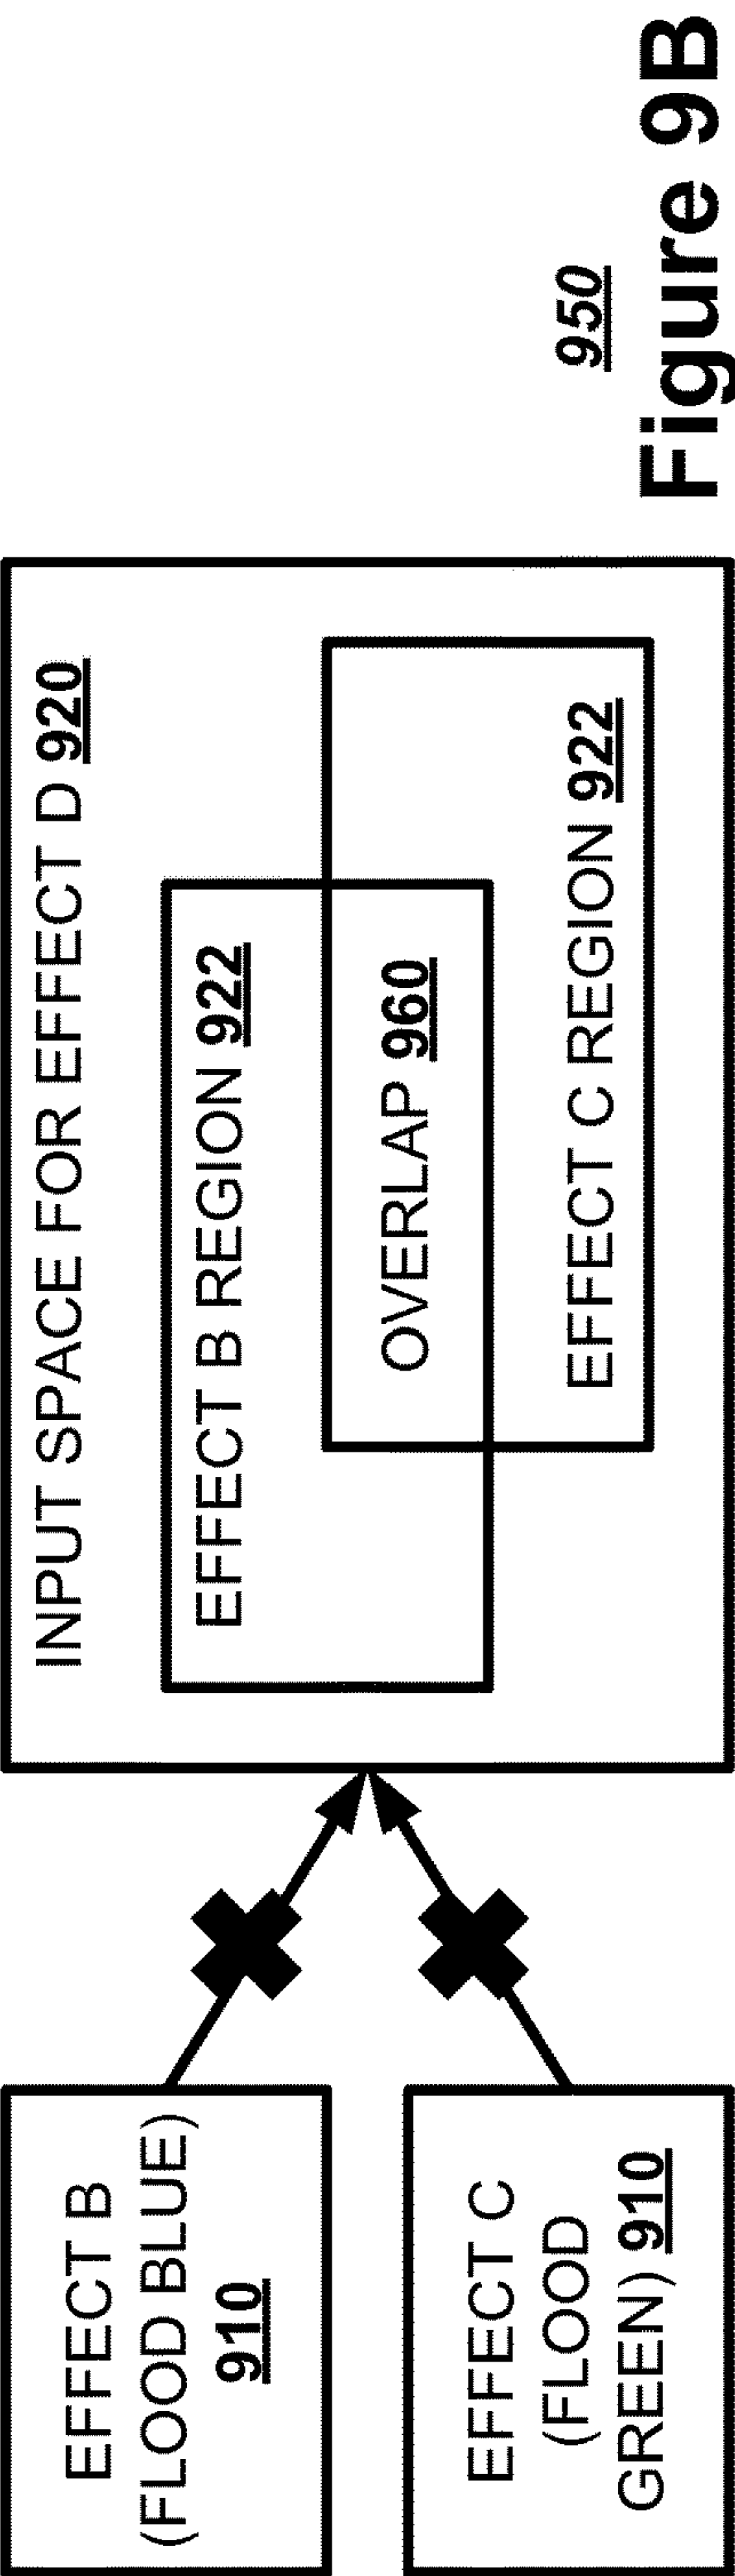 EFFECT B
(FLOOD BLUE)
910
EFFECT C
(FLOOD
GREEN) 910
INPUT SPACE FOR EFFECT D 920
EFFECT B REGION 922
OVERLAP 960
EFFECT C REGION 922
950
Figure 9B